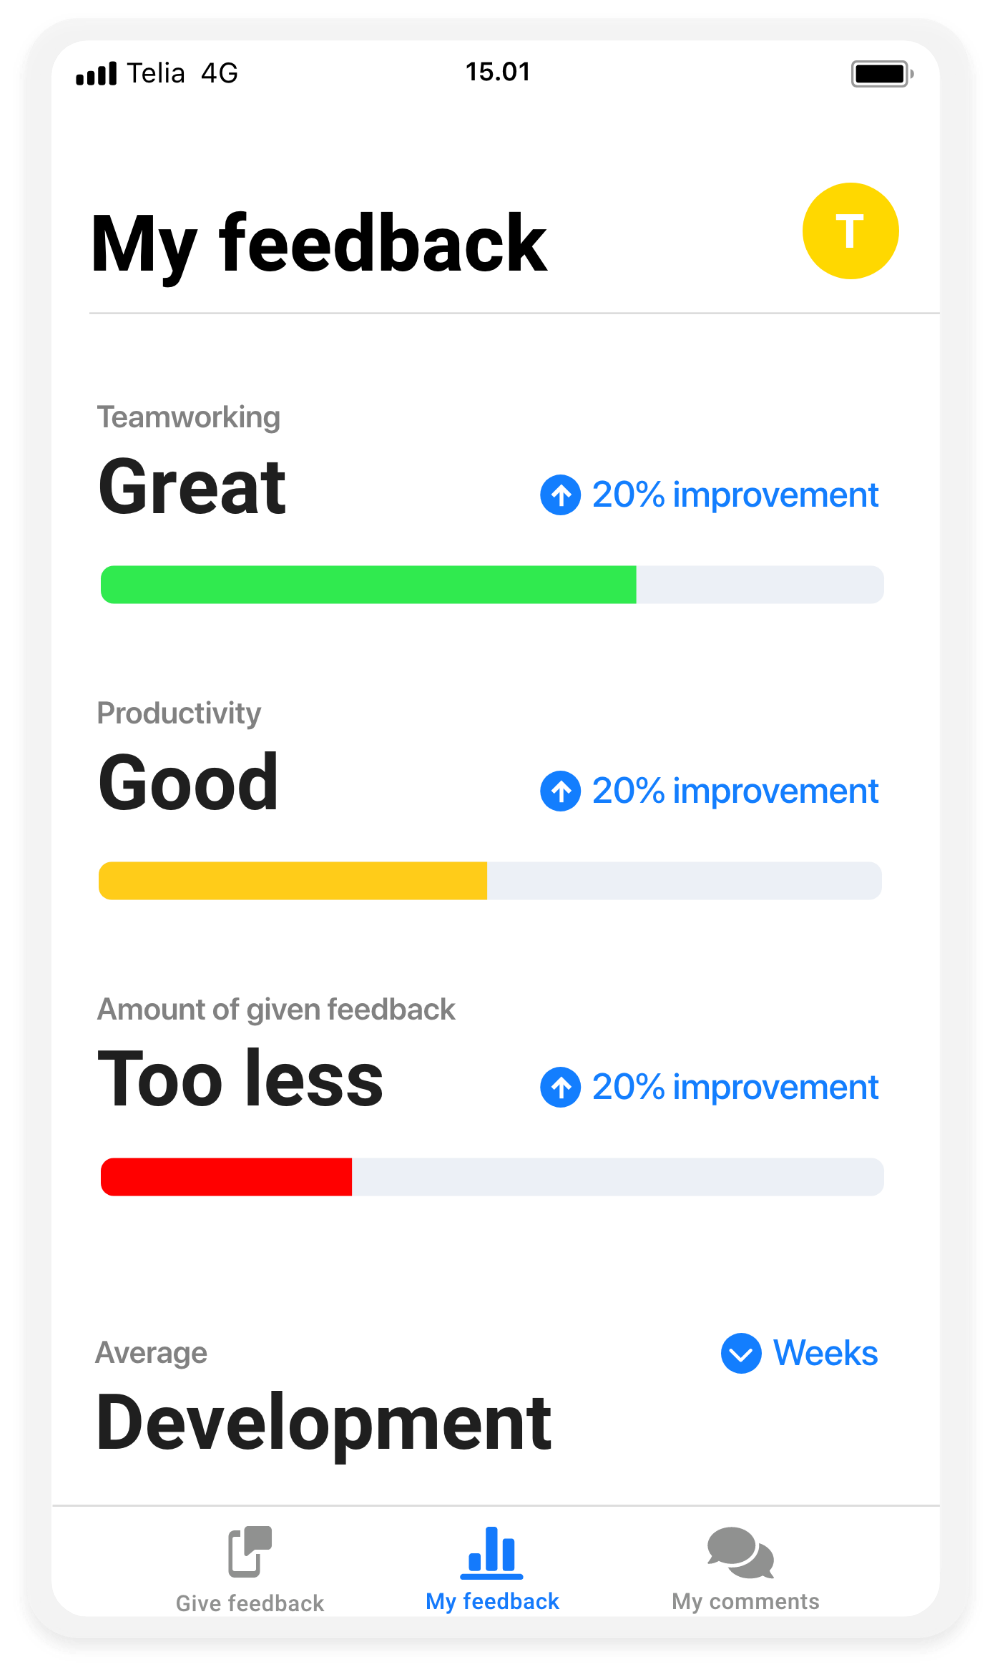 Telia 4G 15.01
My feedback
T
Teamworking
Great
20% improvement
Productivity
Good
20% improvement
Amount of given feedback
Too less
20% improvement
Average
Weeks
Development
Give feedback
My feedback
My comments